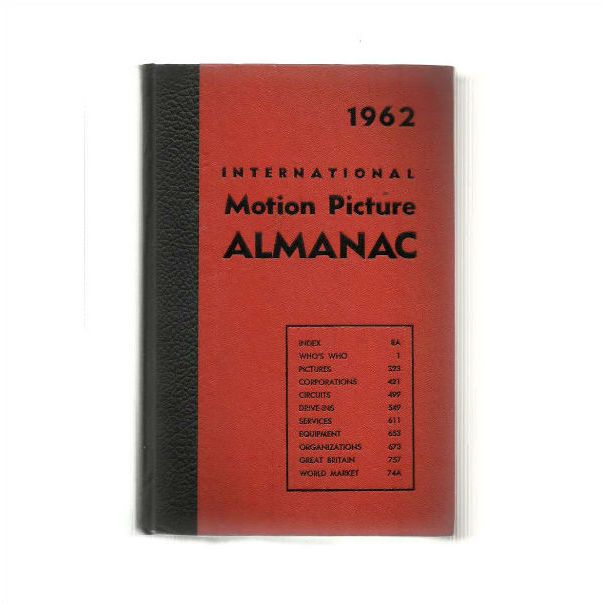 1962
INTERNATIONAL
Motion Picture
ALMANAC
INDEX 8A
WHO'S WHO 1
PICTURES 323
CORPORATIONS 421
CIRCUITS 499
DRIVE-INS 549
SERVICES 611
EQUIPMENT 653
ORGANIZATIONS 673
GREAT BRITAIN 757
WORLD MARKET 74A